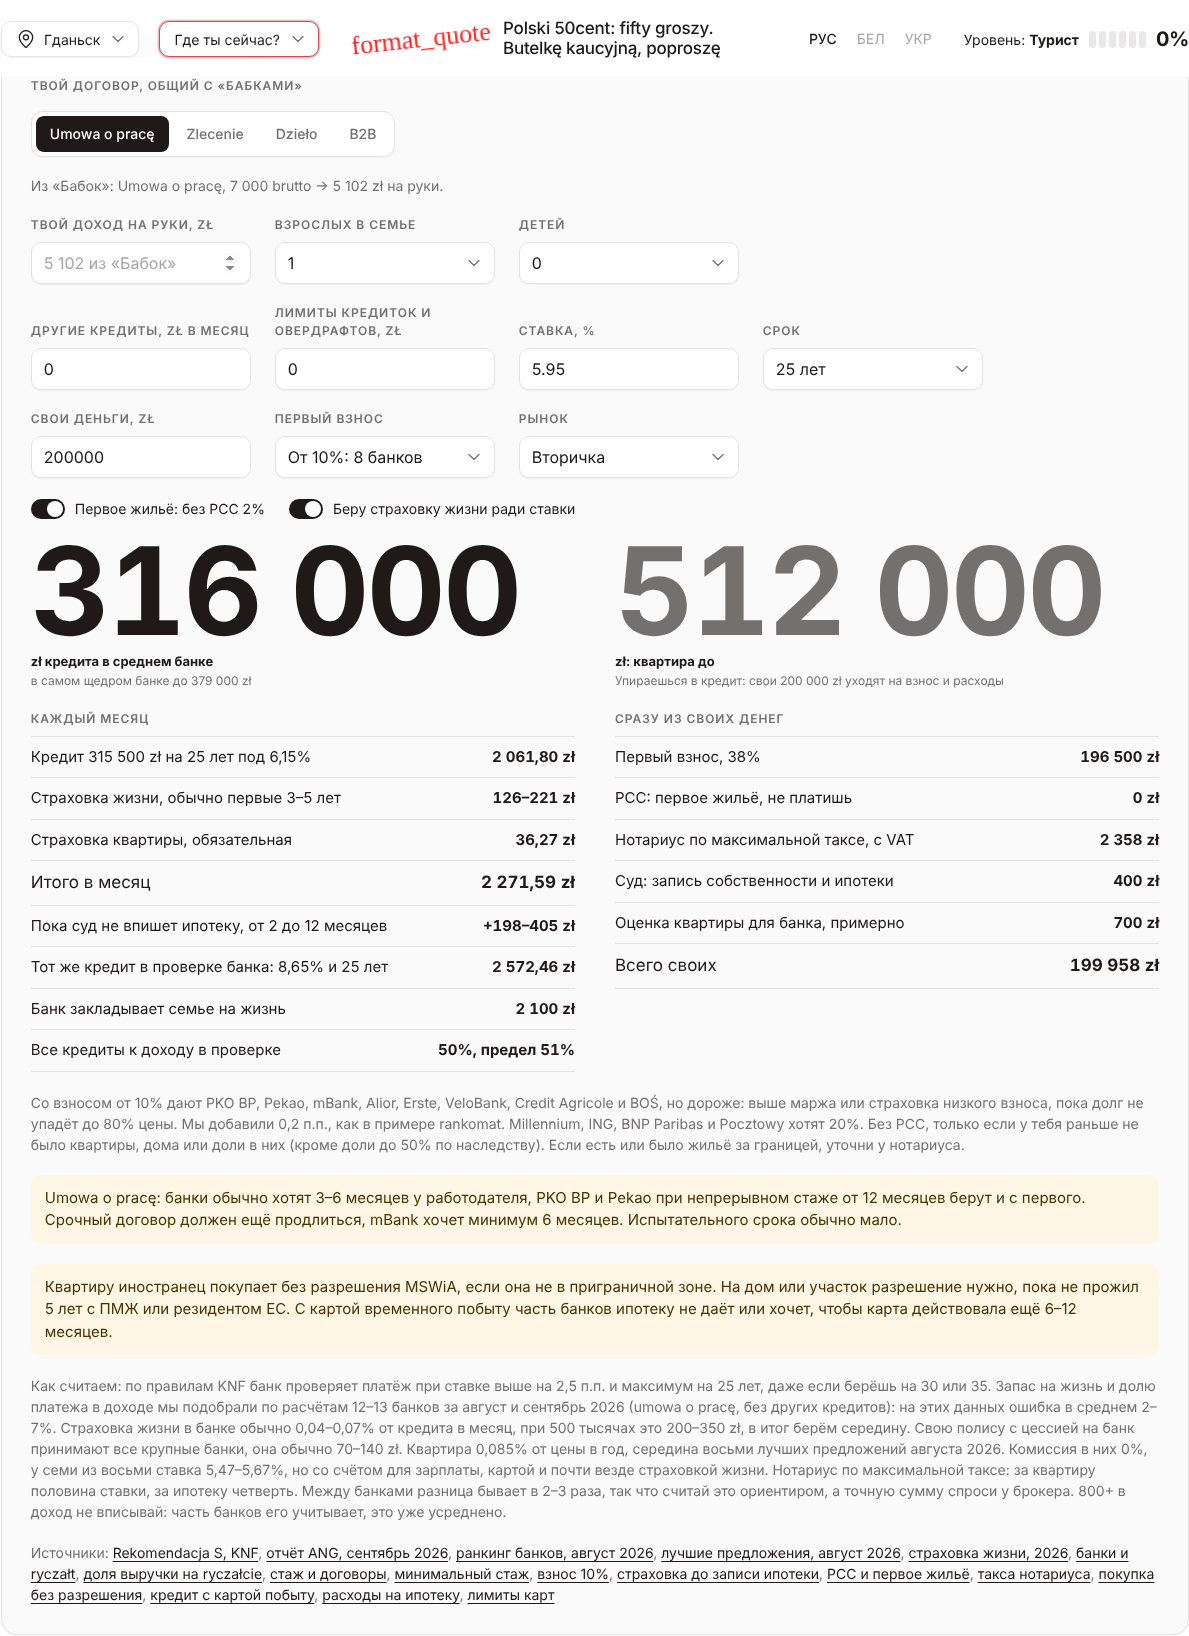 Гданьск
Где ты сейчас?
format_quote
Polski 50cent: fifty groszy.
Butelkę kaucyjną, poproszę
РУС БЕЛ УКР
Уровень: Турист 0%
ТВОЙ ДОГОВОР, ОБЩИЙ С «БАБКАМИ»
Umowa o pracę Zlecenie Dzieło B2B
Из «Бабок»: Umowa o pracę, 7 000 brutto → 5 102 zł на руки.
ТВОЙ ДОХОД НА РУКИ, ZŁ ВЗРОСЛЫХ В СЕМЬЕ ДЕТЕЙ
5 102 из «Бабок» 1 0
ДРУГИЕ КРЕДИТЫ, ZŁ В МЕСЯЦ
ЛИМИТЫ КРЕДИТОК И
ОВЕРДРАФТОВ, ZŁ
СТАВКА, % СРОК
0 0 5.95 25 лет
СВОИ ДЕНЬГИ, ZŁ ПЕРВЫЙ ВЗНОС РЫНОК
200000 От 10%: 8 банков Вторичка
Первое жильё: без PCC 2% Беру страховку жизни ради ставки
316 000
zł кредита в среднем банке
в самом щедром банке до 379 000 zł
512 000
zł: квартира до
Упираешься в кредит: свои 200 000 zł уходят на взнос и расходы
КАЖДЫЙ МЕСЯЦ
Кредит 315 500 zł на 25 лет под 6,15% 2 061,80 zł
Страховка жизни, обычно первые 3–5 лет 126–221 zł
Страховка квартиры, обязательная 36,27 zł
Итого в месяц 2 271,59 zł
Пока суд не впишет ипотеку, от 2 до 12 месяцев +198–405 zł
Тот же кредит в проверке банка: 8,65% и 25 лет 2 572,46 zł
Банк закладывает семье на жизнь 2 100 zł
Все кредиты к доходу в проверке 50%, предел 51%
СРАЗУ ИЗ СВОИХ ДЕНЕГ
Первый взнос, 38% 196 500 zł
PCC: первое жильё, не платишь 0 zł
Нотариус по максимальной таксе, с VAT 2 358 zł
Суд: запись собственности и ипотеки 400 zł
Оценка квартиры для банка, примерно 700 zł
Всего своих 199 958 zł
Со взносом от 10% дают PKO BP, Pekao, mBank, Alior, Erste, VeloBank, Credit Agricole и BOŚ, но дороже: выше маржа или страховка низкого взноса, пока долг не
упадёт до 80% цены. Мы добавили 0,2 п.п., как в примере rankomat. Millennium, ING, BNP Paribas и Pocztowy хотят 20%. Без PCC, только если у тебя раньше не
было квартиры, дома или доли в них (кроме доли до 50% по наследству). Если есть или было жильё за границей, уточни у нотариуса.
Umowa o pracę: банки обычно хотят 3–6 месяцев у работодателя, PKO BP и Pekao при непрерывном стаже от 12 месяцев берут и с первого.
Срочный договор должен ещё продлиться, mBank хочет минимум 6 месяцев. Испытательного срока обычно мало.
Квартиру иностранец покупает без разрешения MSWiA, если она не в приграничной зоне. На дом или участок разрешение нужно, пока не прожил
5 лет с ПМЖ или резидентом ЕС. С картой временного побыту часть банков ипотеку не даёт или хочет, чтобы карта действовала ещё 6–12
месяцев.
Как считаем: по правилам KNF банк проверяет платёж при ставке выше на 2,5 п.п. и максимум на 25 лет, даже если берёшь на 30 или 35. Запас на жизнь и долю
платежа в доходе мы подобрали по расчётам 12–13 банков за август и сентябрь 2026 (umowa o pracę, без других кредитов): на этих данных ошибка в среднем 2–
7%. Страховка жизни в банке обычно 0,04–0,07% от кредита в месяц, при 500 тысячах это 200–350 zł, в итог берём середину. Свою полису с цессией на банк
принимают все крупные банки, она обычно 70–140 zł. Квартира 0,085% от цены в год, середина восьми лучших предложений августа 2026. Комиссия в них 0%,
у семи из восьми ставка 5,47–5,67%, но со счётом для зарплаты, картой и почти везде страховкой жизни. Нотариус по максимальной таксе: за квартиру
половина ставки, за ипотеку четверть. Между банками разница бывает в 2–3 раза, так что считай это ориентиром, а точную сумму спроси у брокера. 800+ в
доход не вписывай: часть банков его учитывает, это уже усреднено.
Источники: Rekomendacja S, KNF, отчёт ANG, сентябрь 2026, ранкинг банков, август 2026, лучшие предложения, август 2026, страховка жизни, 2026, банки и
ryczałt, доля выручки на ryczałcie, стаж и договоры, минимальный стаж, взнос 10%, страховка до записи ипотеки, PCC и первое жильё, такса нотариуса, покупка
без разрешения, кредит с картой побыту, расходы на ипотеку, лимиты карт